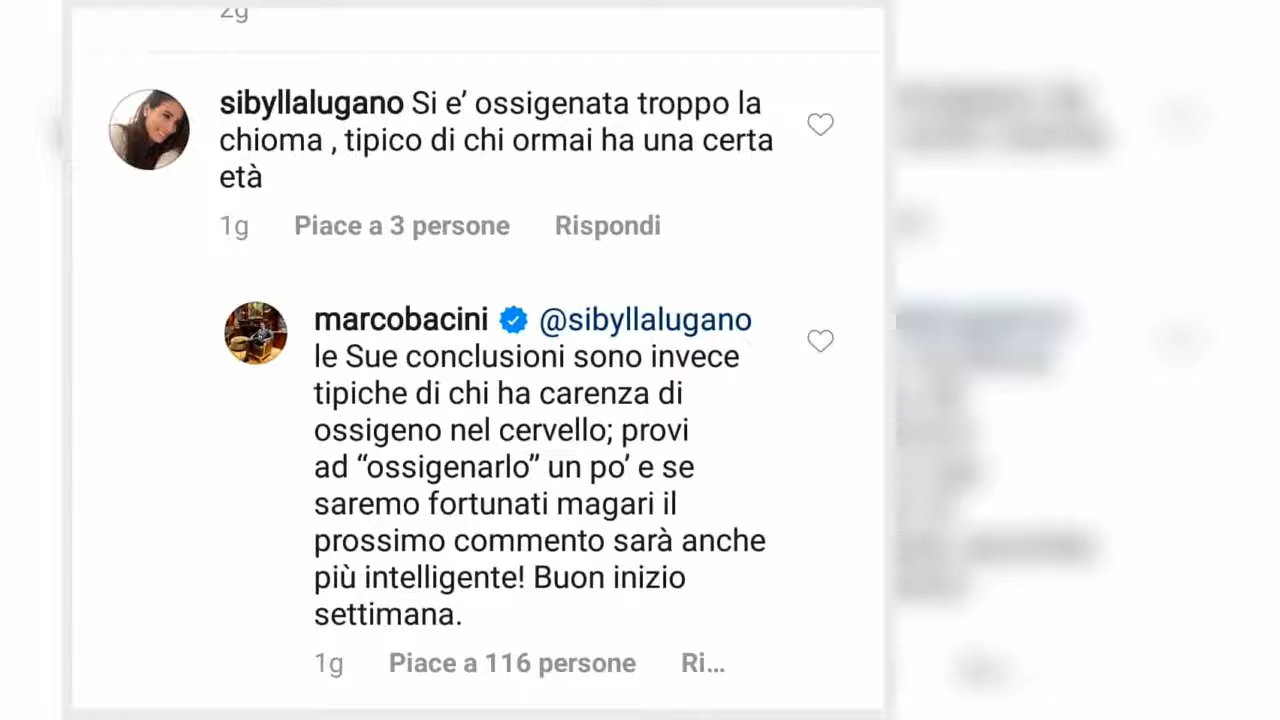 2g
sibyllalugano Si e’ ossigenata troppo la
chioma , tipico di chi ormai ha una certa
età
1g Piace a 3 persone Rispondi
marcobacini @sibyllalugano
le Sue conclusioni sono invece
tipiche di chi ha carenza di
ossigeno nel cervello; provi
ad “ossigenarlo” un po’ e se
saremo fortunati magari il
prossimo commento sarà anche
più intelligente! Buon inizio
settimana.
1g Piace a 116 persone Ri...